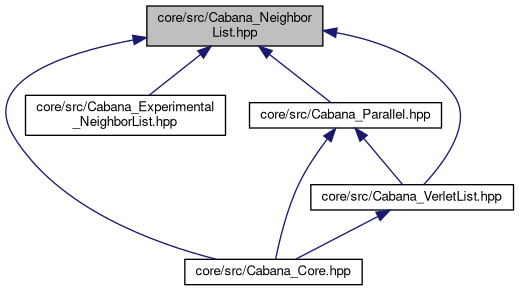 core/src/Cabana_Neighbor
List.hpp
core/src/Cabana_Experimental
_NeighborList.hpp
core/src/Cabana_Parallel.hpp
core/src/Cabana_VerletList.hpp
core/src/Cabana_Core.hpp